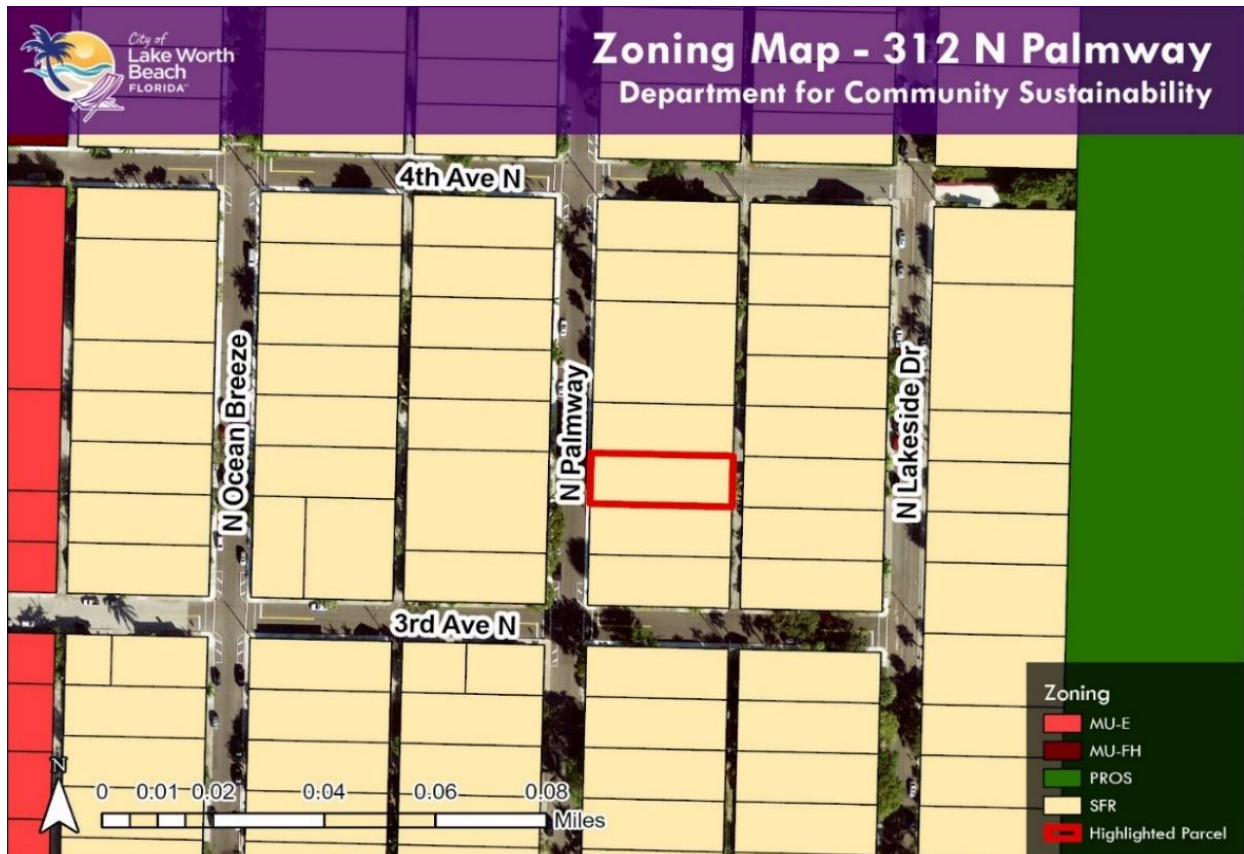 City of
Lake Worth
Beach
FLORIDA™
Zoning Map - 312 N Palmway
Department for Community Sustainability
4th Ave N
N Ocean Breeze
N Palmway
N Lakeside Dr
3rd Ave N
Zoning
MU-E
MU-FH
PROS
SFR
Highlighted Parcel
N
0 0.01 0.02 0.04 0.06 0.08
Miles